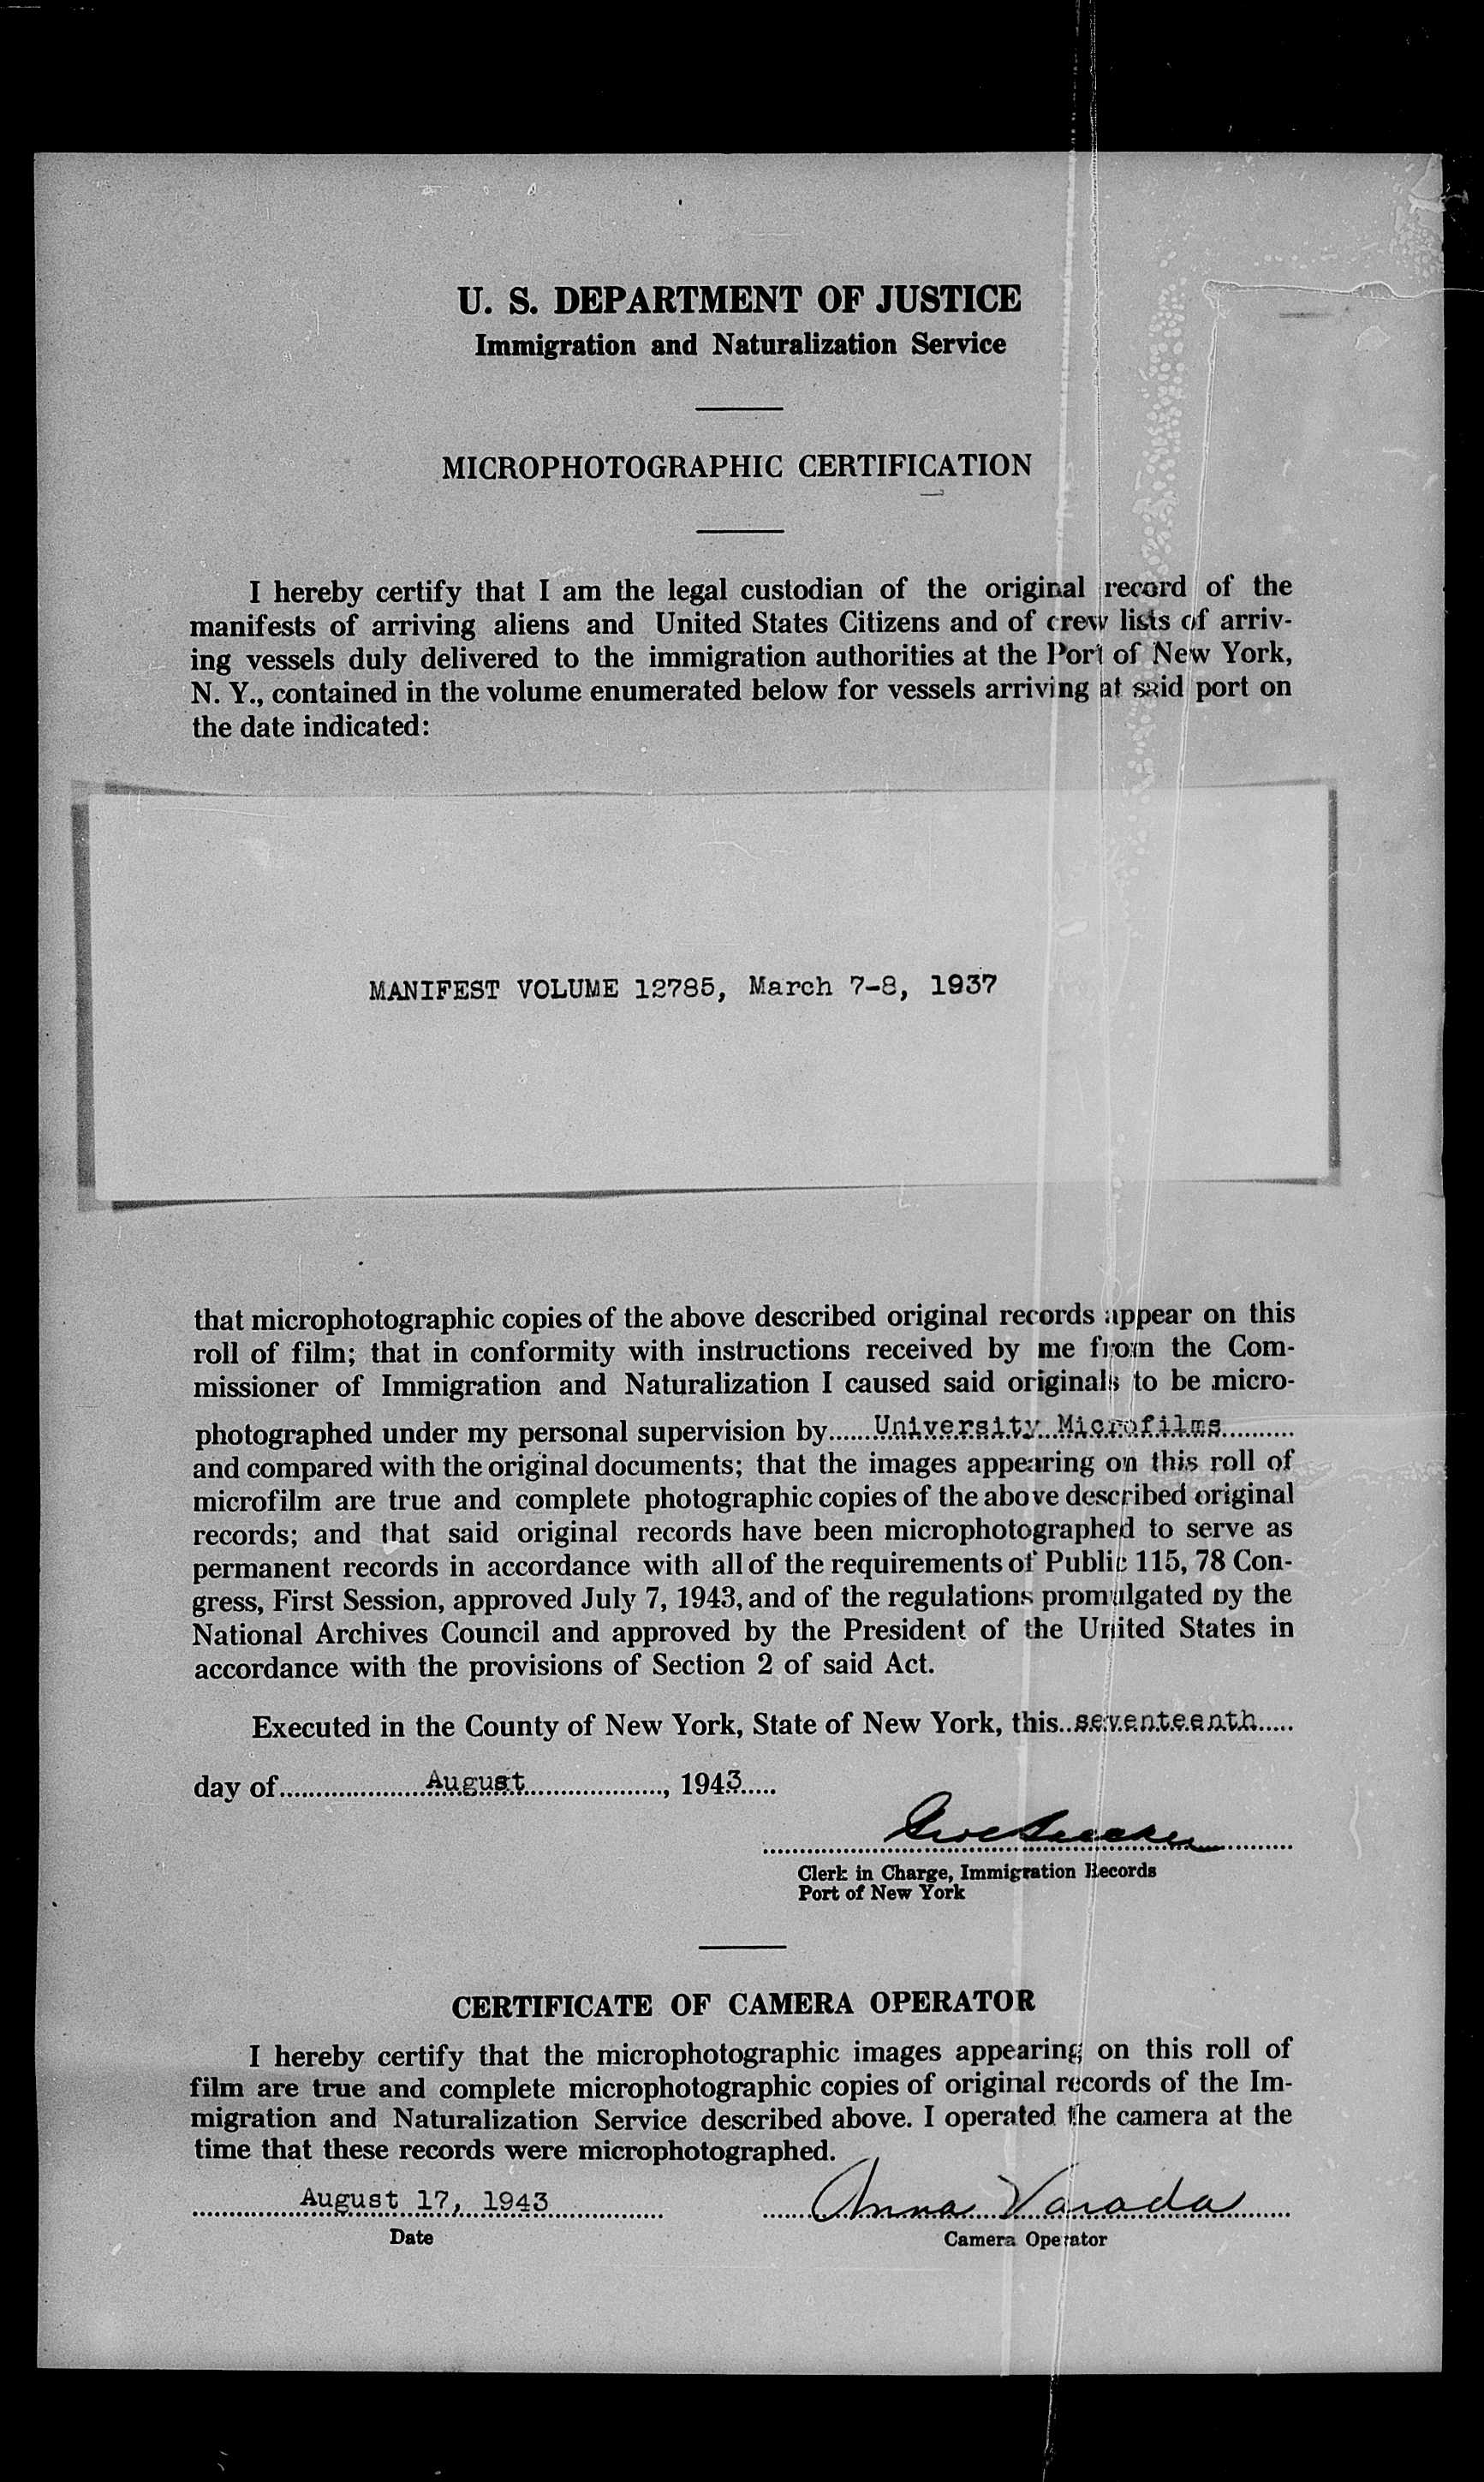 U. S. DEPARTMENT OF JUSTICE
Immigration and Naturalization Service
MICROPHOTOGRAPHIC CERTIFICATION
I hereby certify that I am the legal custodian of the original record of the
manifests of arriving aliens and United States Citizens and of crew lists of arriv-
ing vessels duly delivered to the immigration authorities at the Port of New York,
N. Y., contained in the volume enumerated below for vessels arriving at said port on
the date indicated:
MANIFEST VOLUME 12785, March 7-8, 1937
that microphotographic copies of the above described original records appear on this
roll of film; that in conformity with instructions received by me from the Com-
missioner of Immigration and Naturalization I caused said originals to be micro-
photographed under my personal supervision by......University Microfilms..........
and compared with the original documents; that the images appearing on this roll of
microfilm are true and complete photographic copies of the above described original
records; and that said original records have been microphotographed to serve as
permanent records in accordance with all of the requirements of Public 115, 78 Con-
gress, First Session, approved July 7, 1943, and of the regulations promulgated by the
National Archives Council and approved by the President of the United States in
accordance with the provisions of Section 2 of said Act.
Executed in the County of New York, State of New York, this..seventeenth.....
day of....................August...................., 1943.....
Clerk in Charge, Immigration Records
Port of New York
CERTIFICATE OF CAMERA OPERATOR
I hereby certify that the microphotographic images appearing on this roll of
film are true and complete microphotographic copies of original records of the Im-
migration and Naturalization Service described above. I operated the camera at the
time that these records were microphotographed.
August 17, 1943 Anna Varada
Date Camera Operator